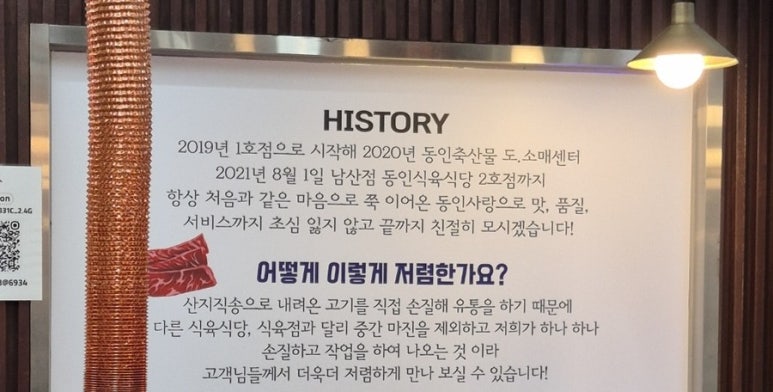 HISTORY
2019년 1호점으로 시작해 2020년 동인축산물 도.소매센터
2021년 8월 1일 남산점 동인식육식당 2호점까지
항상 처음과 같은 마음으로 쭉 이어온 동인사랑으로 맛, 품질,
서비스까지 초심 잃지 않고 끝까지 친절히 모시겠습니다!
어떻게 이렇게 저렴한가요?
산지직송으로 내려온 고기를 직접 손질해 유통을 하기 때문에
다른 식육식당, 식육점과 달리 중간 마진을 제외하고 저희가 하나 하나
손질하고 작업을 하여 나오는 것 이라
고객님들께서 더욱더 저렴하게 만나 보실 수 있습니다!
on
31C_2.4G
@6934